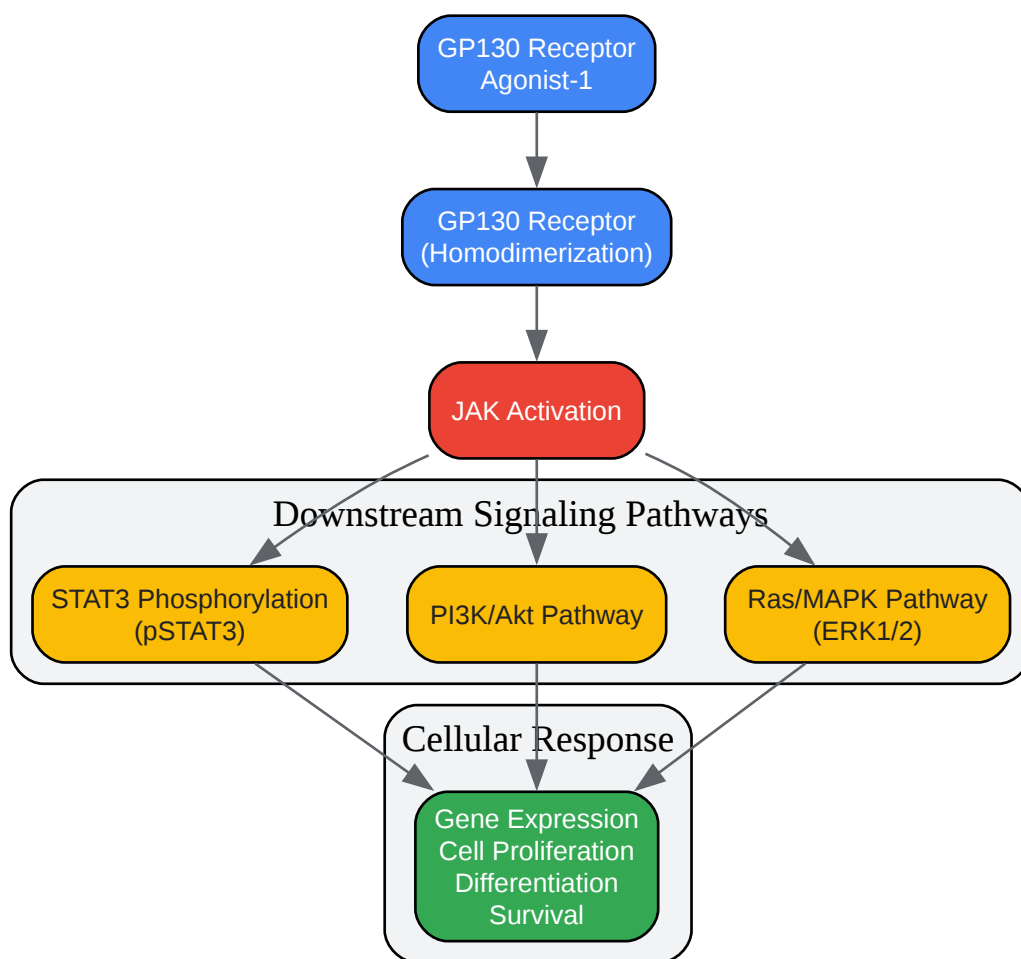 GP130 Receptor
Agonist-1
GP130 Receptor
(Homodimerization)
JAK Activation
Downstream Signaling Pathways
STAT3 Phosphorylation
(pSTAT3)
PI3K/Akt Pathway
Ras/MAPK Pathway
(ERK1/2)
Cellular Response
Gene Expression
Cell Proliferation
Differentiation
Survival